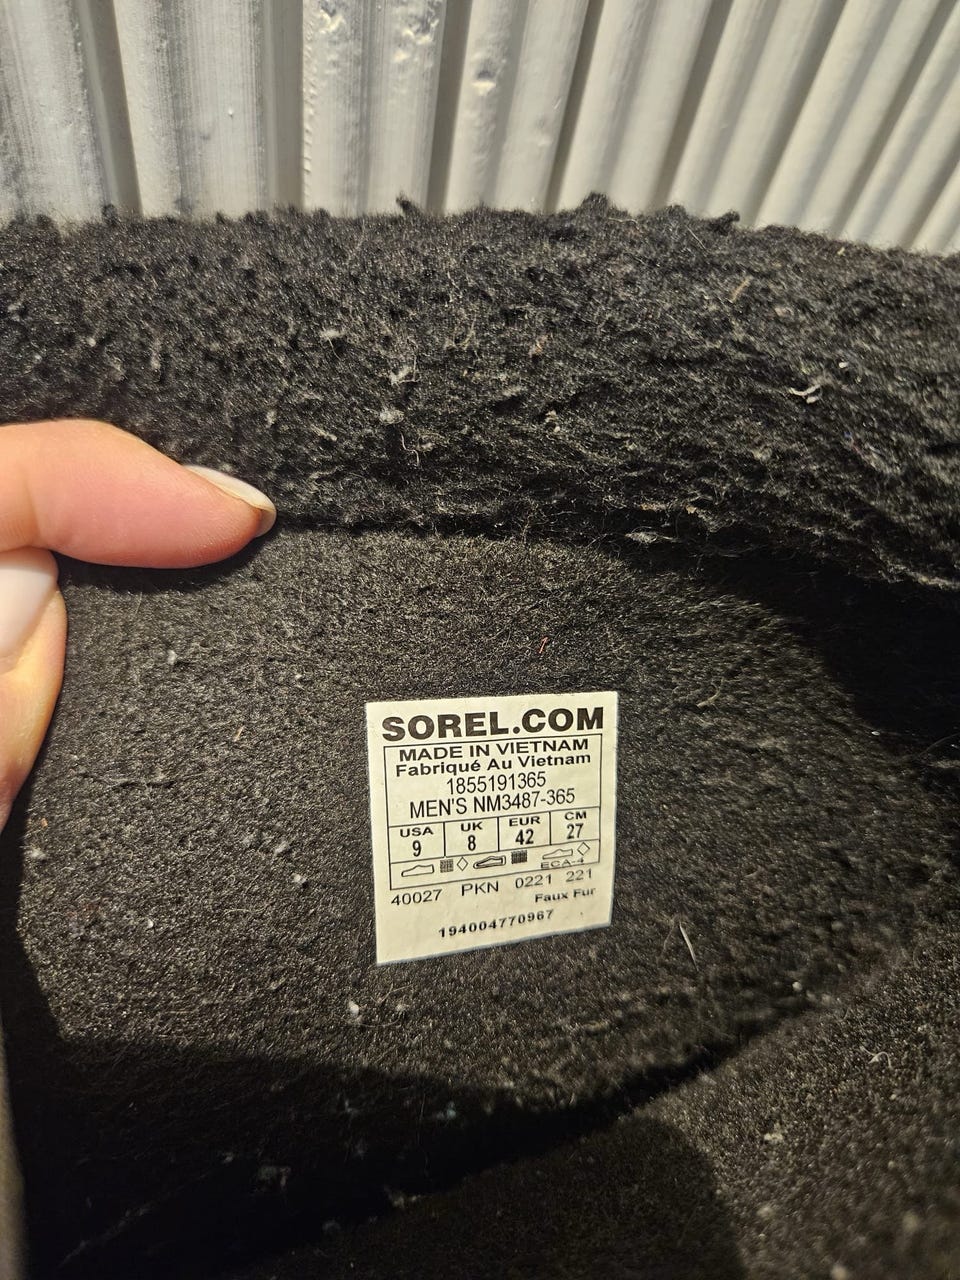 SOREL.COM
MADE IN VIETNAM
Fabriqué Au Vietnam
1855191365
MEN'S NM3487-365
USA UK EUR CM
9 8 42 27
ECA-4
40027 PKN 0221 221
Faux Fur
194004770967